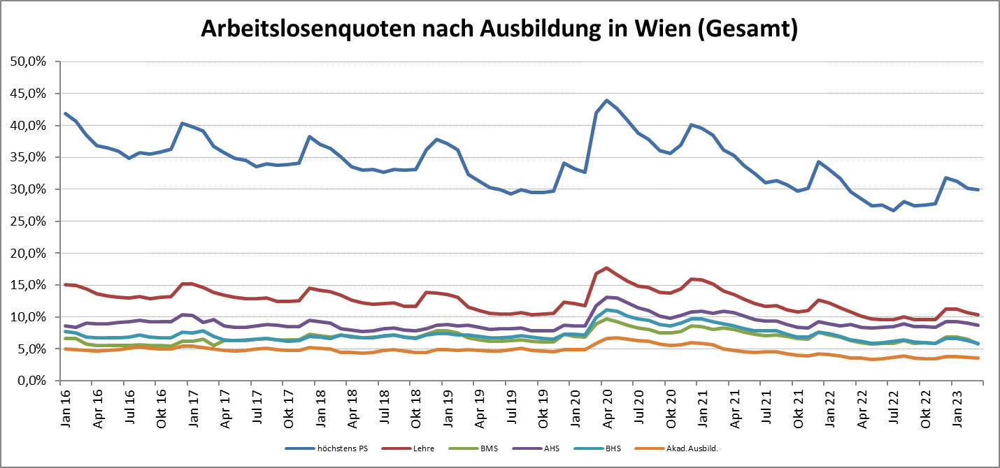 Arbeitslosenquoten nach Ausbildung in Wien (Gesamt)
50,0%
45,0%
40,0%
35,0%
30,0%
25,0%
20,0%
15,0%
10,0%
5,0%
0,0%
Jan 16
Apr 16
Jul 16
Okt 16
Jan 17
Apr 17
Jul 17
Okt 17
Jan 18
Apr 18
Jul 18
Okt 18
Jan 19
Apr 19
Jul 19
Okt 19
Jan 20
Apr 20
Jul 20
Okt 20
Jan 21
Apr 21
Jul 21
Okt 21
Jan 22
Apr 22
Jul 22
Okt 22
Jan 23
höchstens PS
Lehre
BMS
AHS
BHS
Akad.Ausbild.